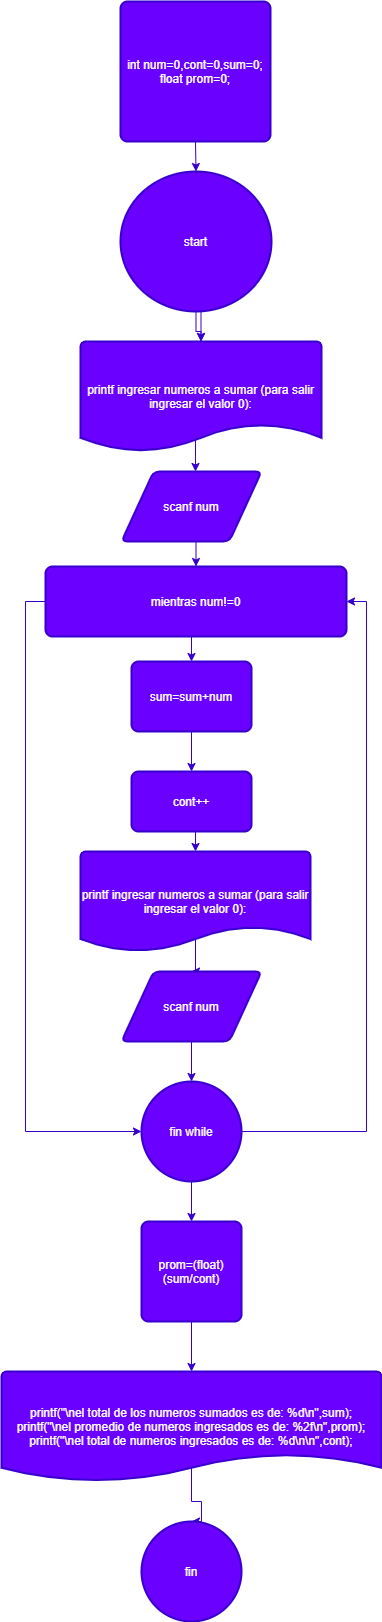 int num=0,cont=0,sum=0;
float prom=0;
start
printf ingresar numeros a sumar (para salir
ingresar el valor 0):
scanf num
mientras num!=0
sum=sum+num
cont++
printf ingresar numeros a sumar (para salir
ingresar el valor 0):
scanf num
fin while
prom=(float)
(sum/cont)
printf("\nel total de los numeros sumados es de: %d\n",sum);
printf("\nel promedio de numeros ingresados es de: %2f\n",prom);
printf("\nel total de numeros ingresados es de: %d\n\n",cont);
fin